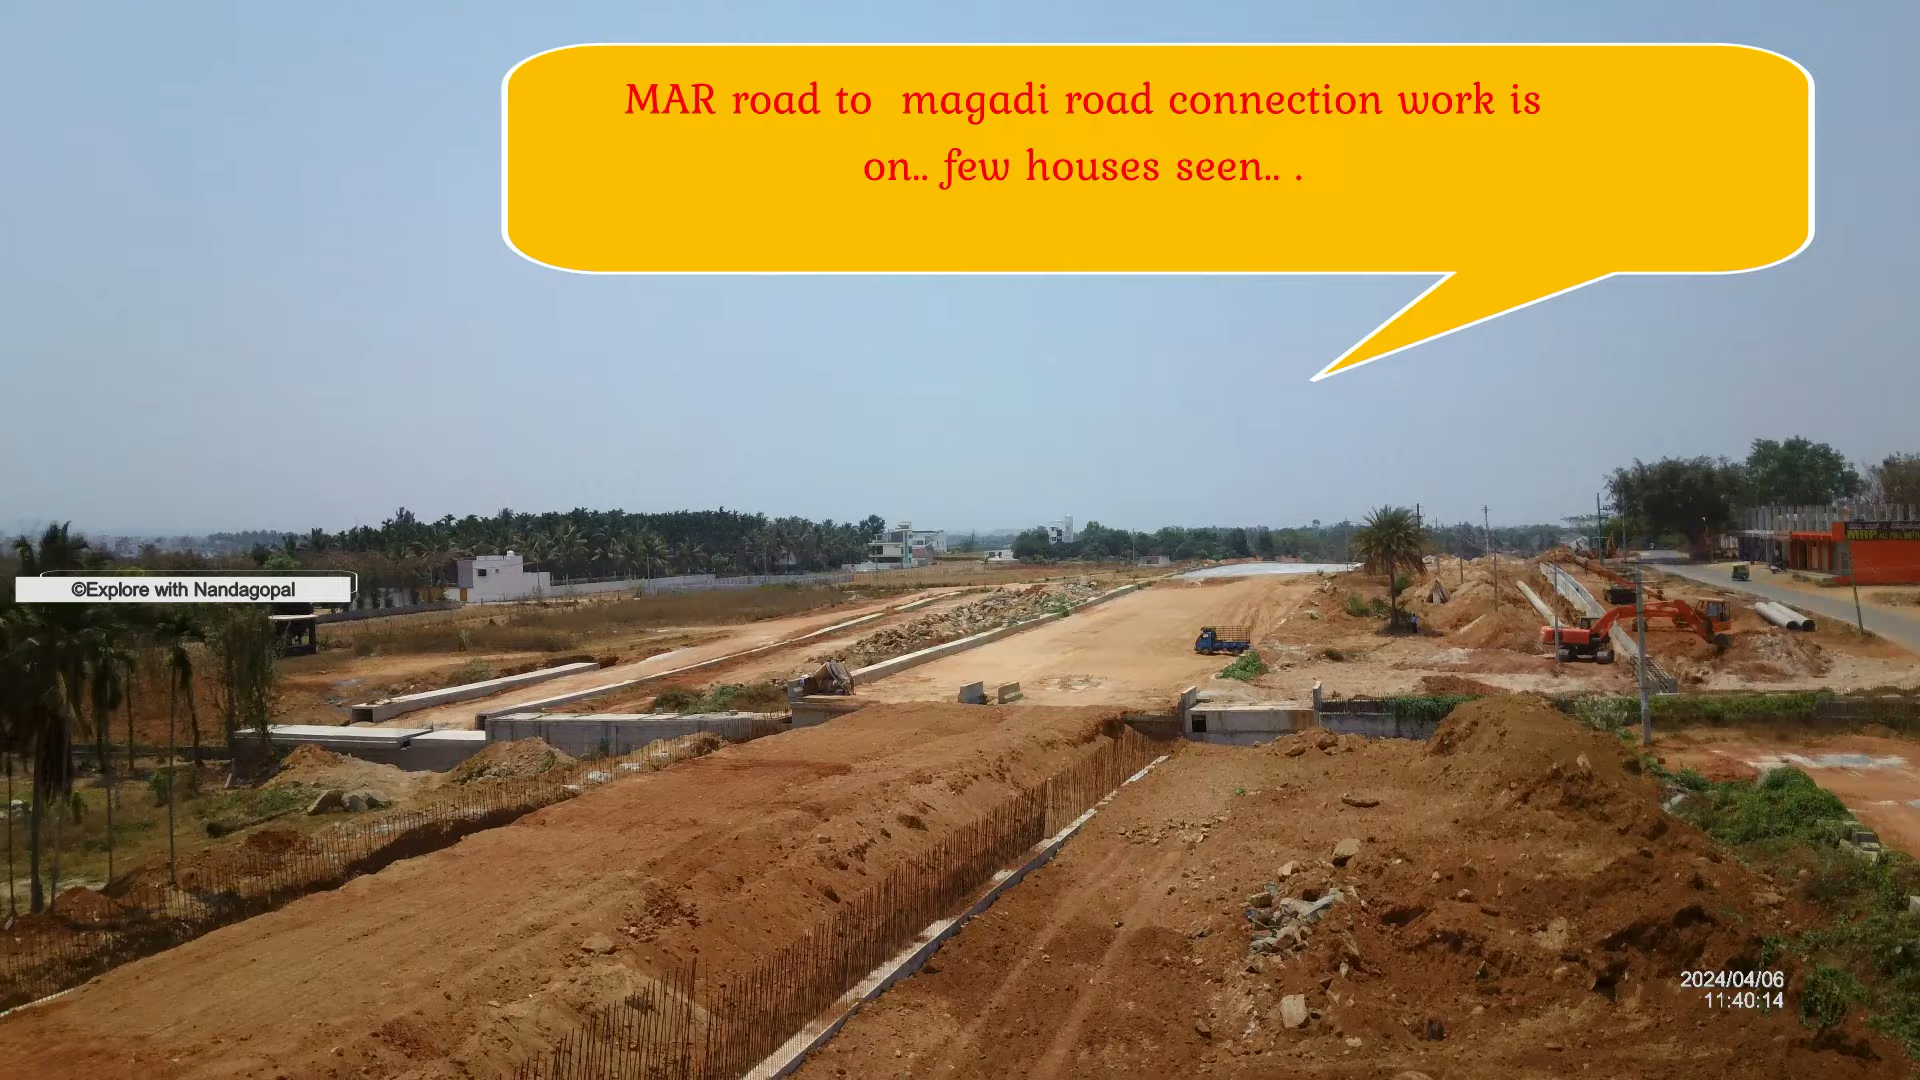 MAR road to magadi road connection work is
on.. few houses seen.. .
©Explore with Nandagopal
2024/04/06
11:40:14